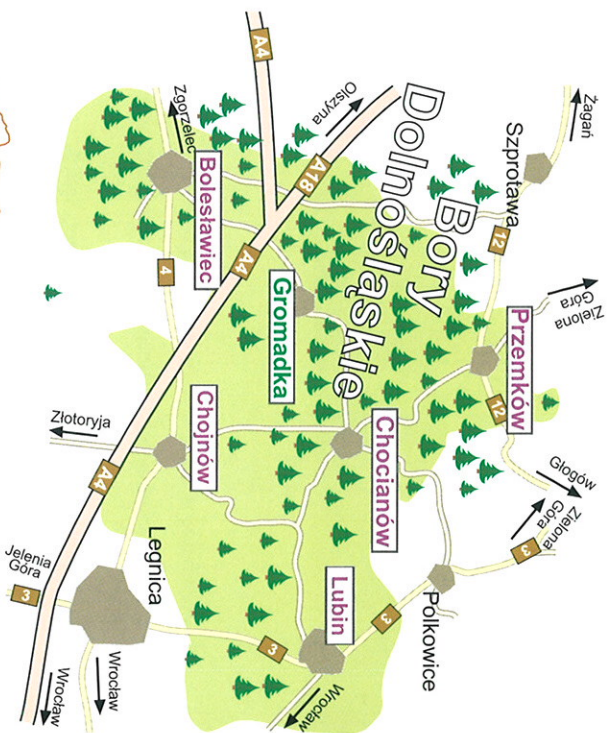 Żagań
Głogów
Zielona
Góra
Zielona
Góra
3
Szprotawa
Przemków
12
12
Bory
Dolnośląskie
Polkowice
3
Chocianów
Olszyna
Lubin
Wrocław
A18
Gromadka
3
A4
A4
Bolesławiec
Chojnów
Zgorzelec
4
Legnica
Wrocław
A4
Złotoryja
Wrocław
Jelenia
Góra
3